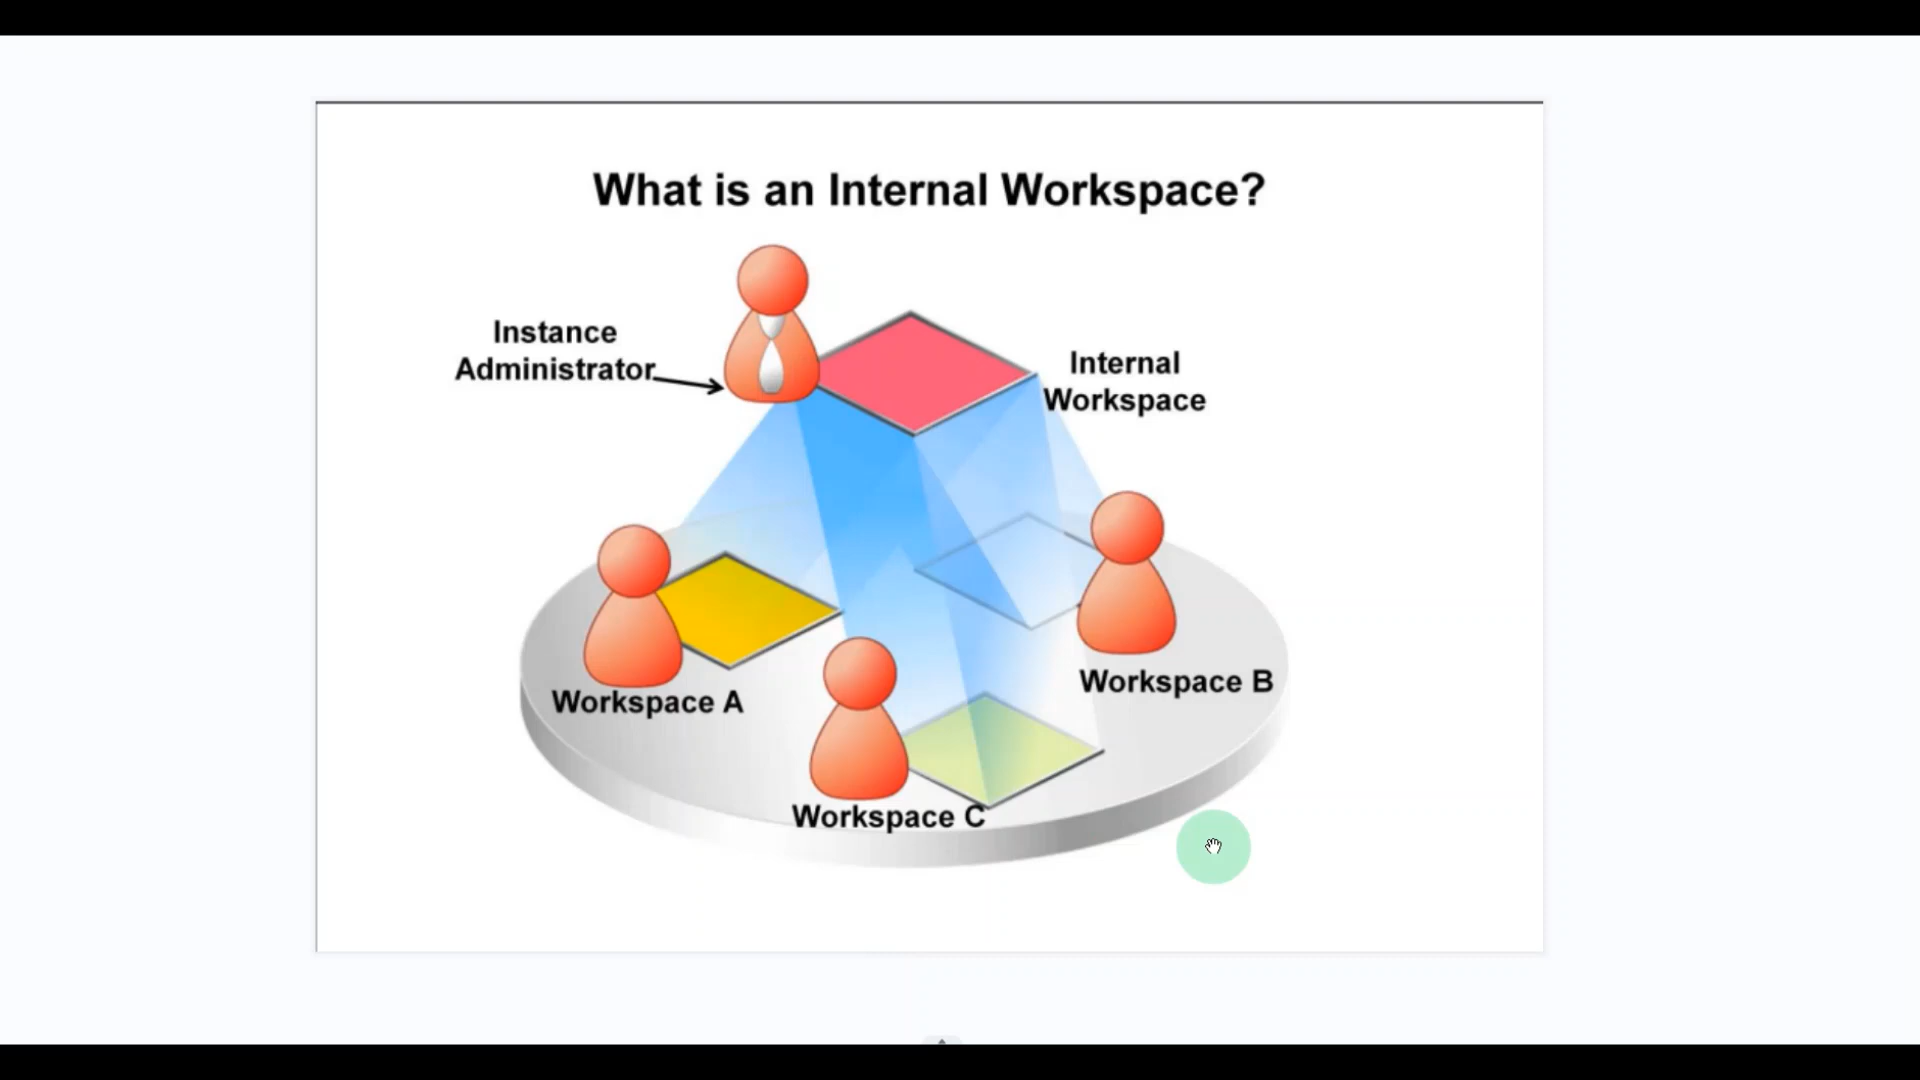 What is an Internal Workspace?
Instance
Administrator
Internal
Workspace
Workspace A
Workspace B
Workspace C